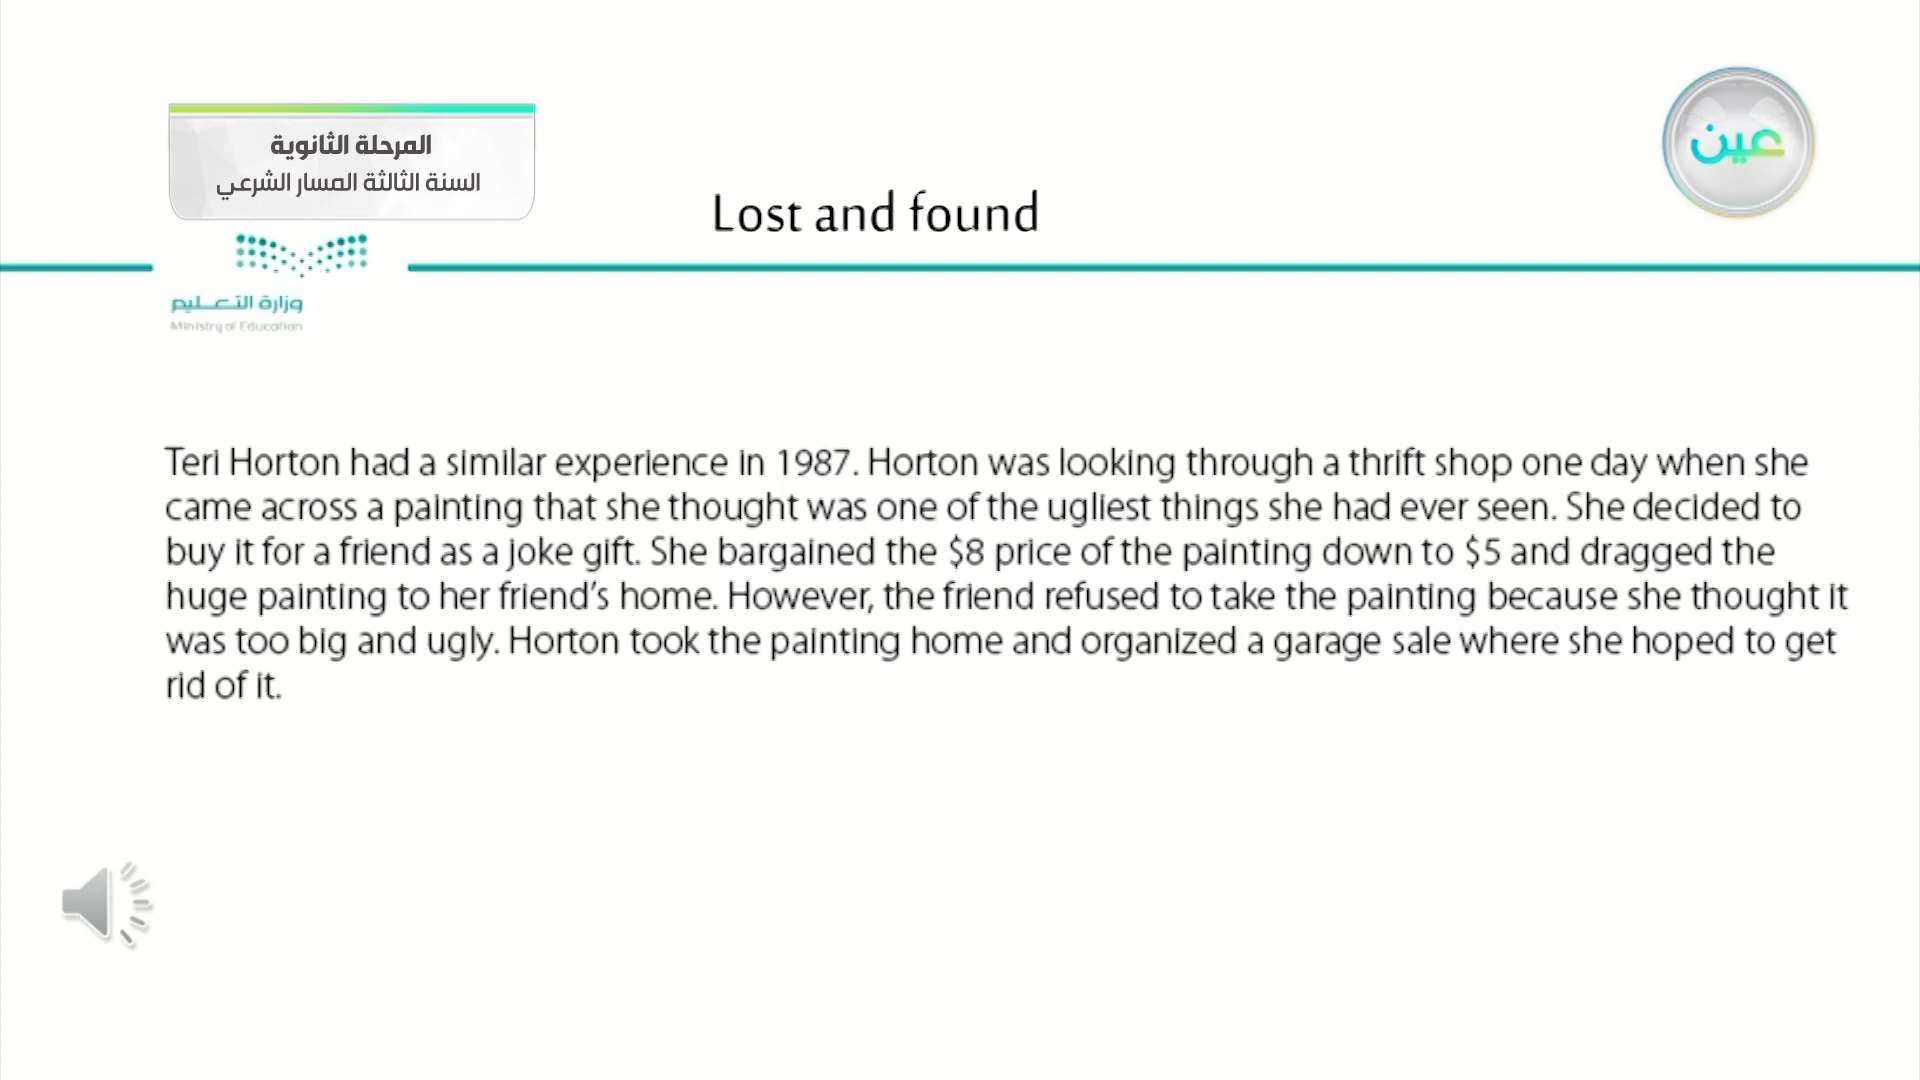 المرحلة الثانوية
السنة الثالثة المسار الشرعي
عين
Lost and found
وزارة التعليم
Ministry of Education
Teri Horton had a similar experience in 1987. Horton was looking through a thrift shop one day when she
came across a painting that she thought was one of the ugliest things she had ever seen. She decided to
buy it for a friend as a joke gift. She bargained the $8 price of the painting down to $5 and dragged the
huge painting to her friend’s home. However, the friend refused to take the painting because she thought it
was too big and ugly. Horton took the painting home and organized a garage sale where she hoped to get
rid of it.